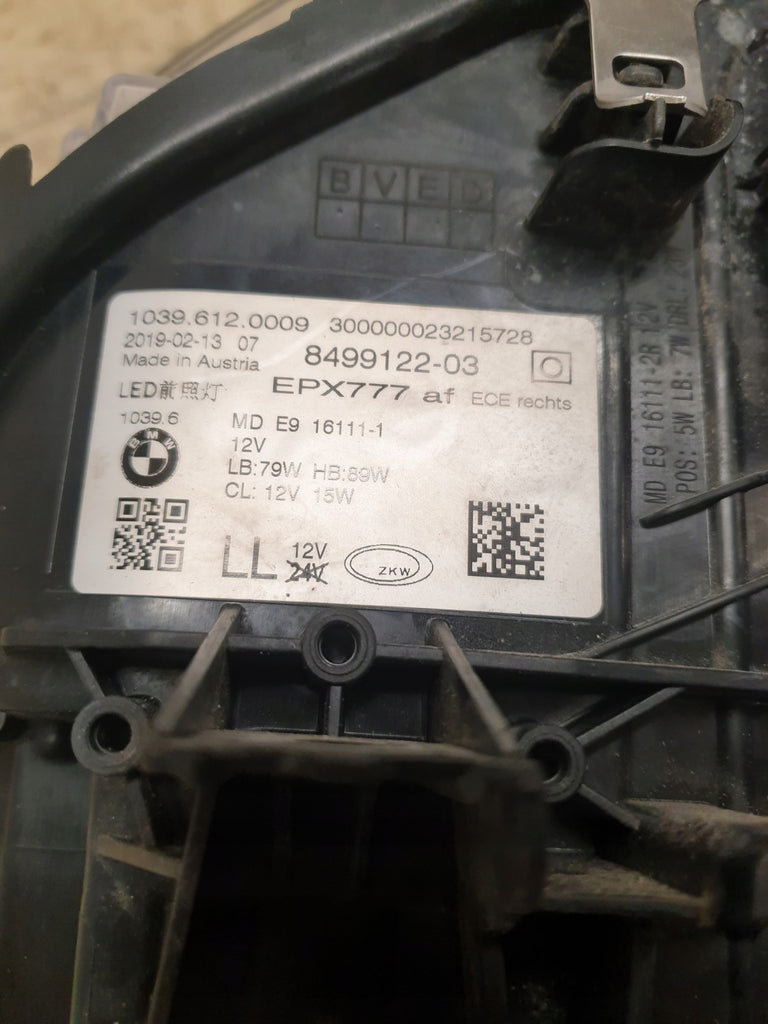 B V E D
1039.612.0009 300000023215728
2019-02-13 07 8499122-03
Made in Austria
LED前照灯 EPX777 af ECE rechts
1039.6 MD E9 16111-1
BMW 12V
LB:79W HB:89W
CL: 12V 15W
LL 12V
24V
ZKW
MD E9 16111-2R 12V
POS: 5W LB: 7W DRL: